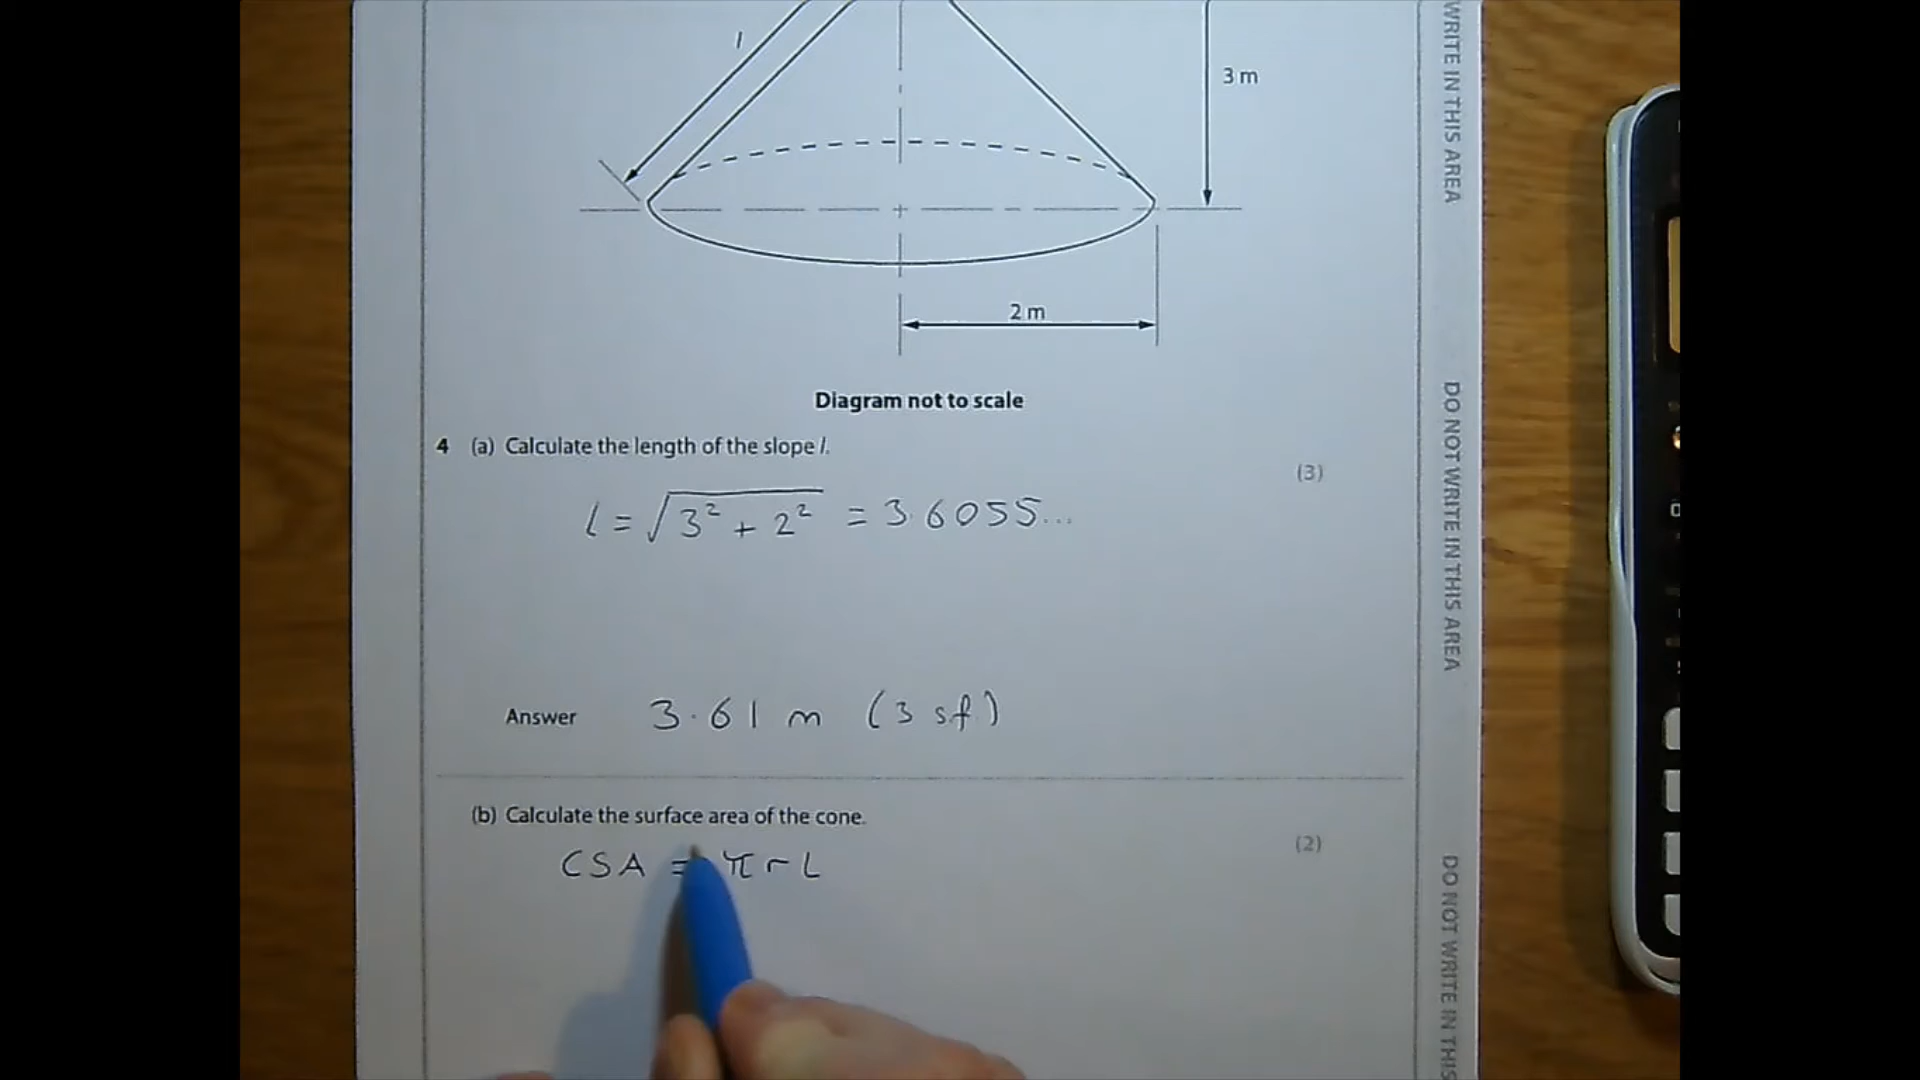 l
3 m
2 m
Diagram not to scale
4 (a) Calculate the length of the slope l.
(3)
l = √3² + 2² = 3.6055...
Answer 3.61 m (3 sf)
(b) Calculate the surface area of the cone.
(2)
CSA = πrL
WRITE IN THIS AREA
DO NOT WRITE IN THIS AREA
DO NOT WRITE IN THIS